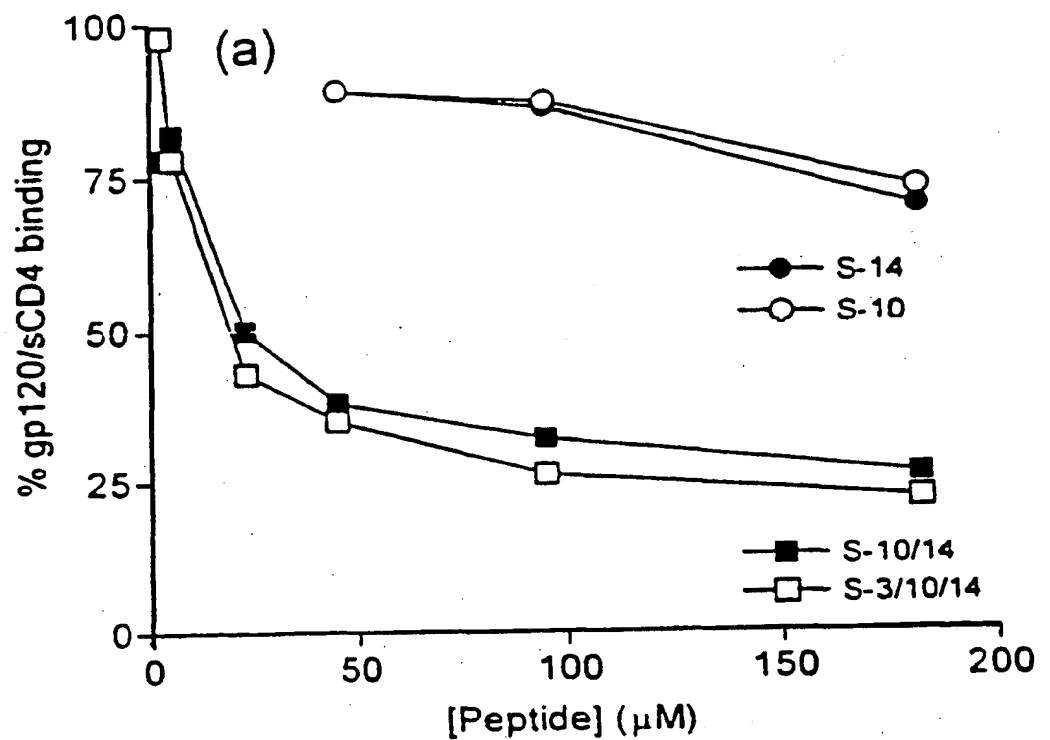 (a)
% gp120/sCD4 binding
100
75
50
25
0
S-14
S-10
S-10/14
S-3/10/14
0 50 100 150 200
[Peptide] (μM)